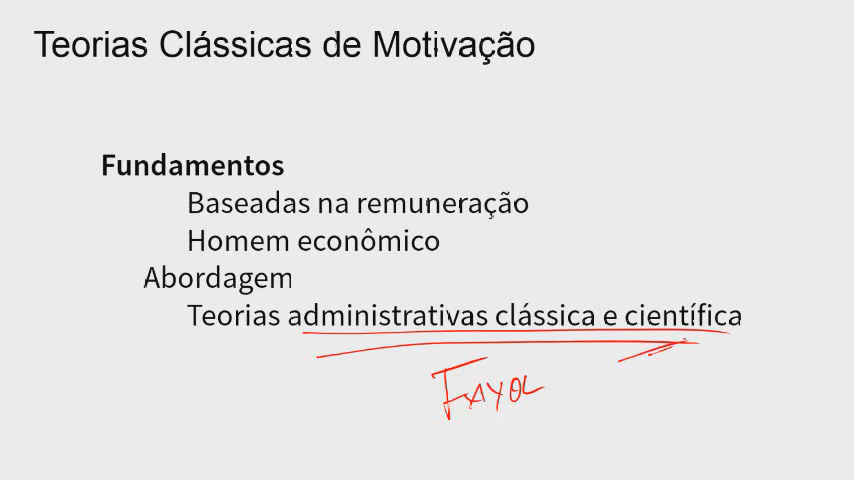 Teorias Clássicas de Motivação
Fundamentos
Baseadas na remuneração
Homem econômico
Abordagem
Teorias administrativas clássica e científica
FAYOL